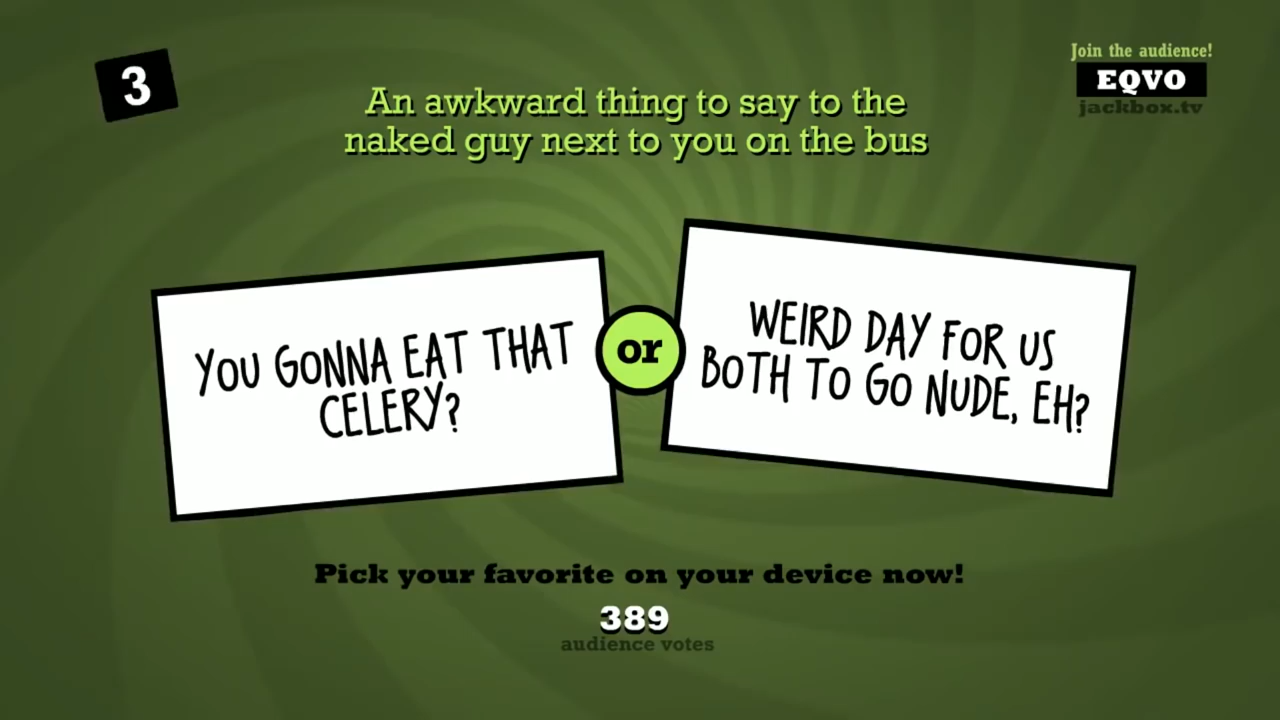 3
Join the audience!
EQVO
jackbox.tv
An awkward thing to say to the
naked guy next to you on the bus
YOU GONNA EAT THAT
CELERY?
or
WEIRD DAY FOR US
BOTH TO GO NUDE, EH?
Pick your favorite on your device now!
389
audience votes